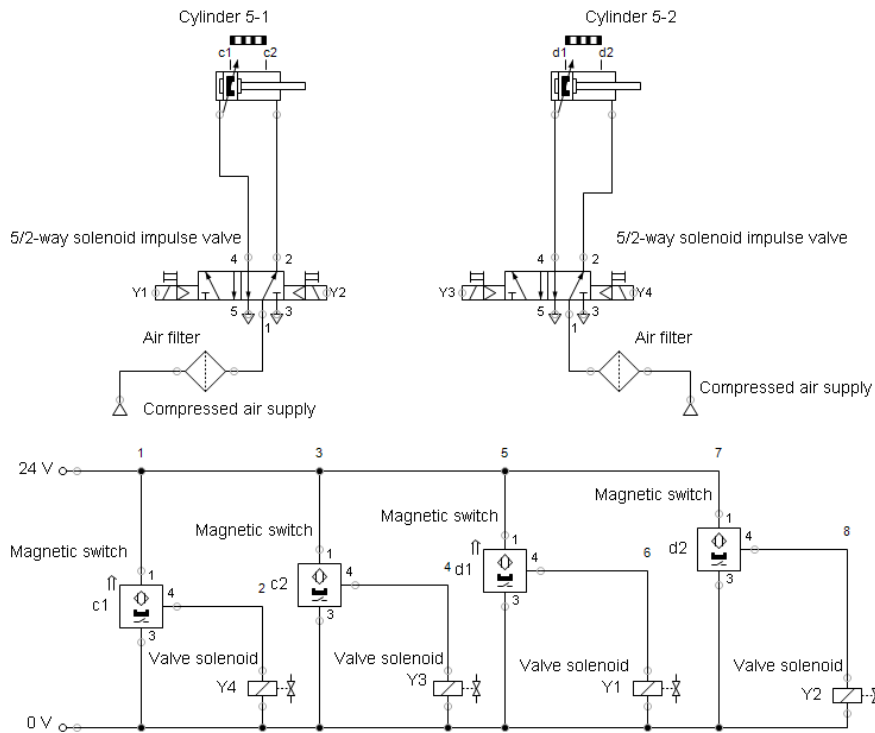 Cylinder 5-1 Cylinder 5-2
c1 c2 d1 d2
5/2-way solenoid impulse valve 5/2-way solenoid impulse valve
4 2 4 2
Y1 Y2 Y3 Y4
5 3 5 3
1 1
Air filter Air filter
Compressed air supply Compressed air supply
1 3 5 7
24 V
Magnetic switch Magnetic switch Magnetic switch Magnetic switch
1 1 1 1
4 4 4 4
2 4 6 8
c1 c2 d1 d2
3 3 3 3
Valve solenoid Valve solenoid Valve solenoid Valve solenoid
Y4 Y3 Y1 Y2
0 V